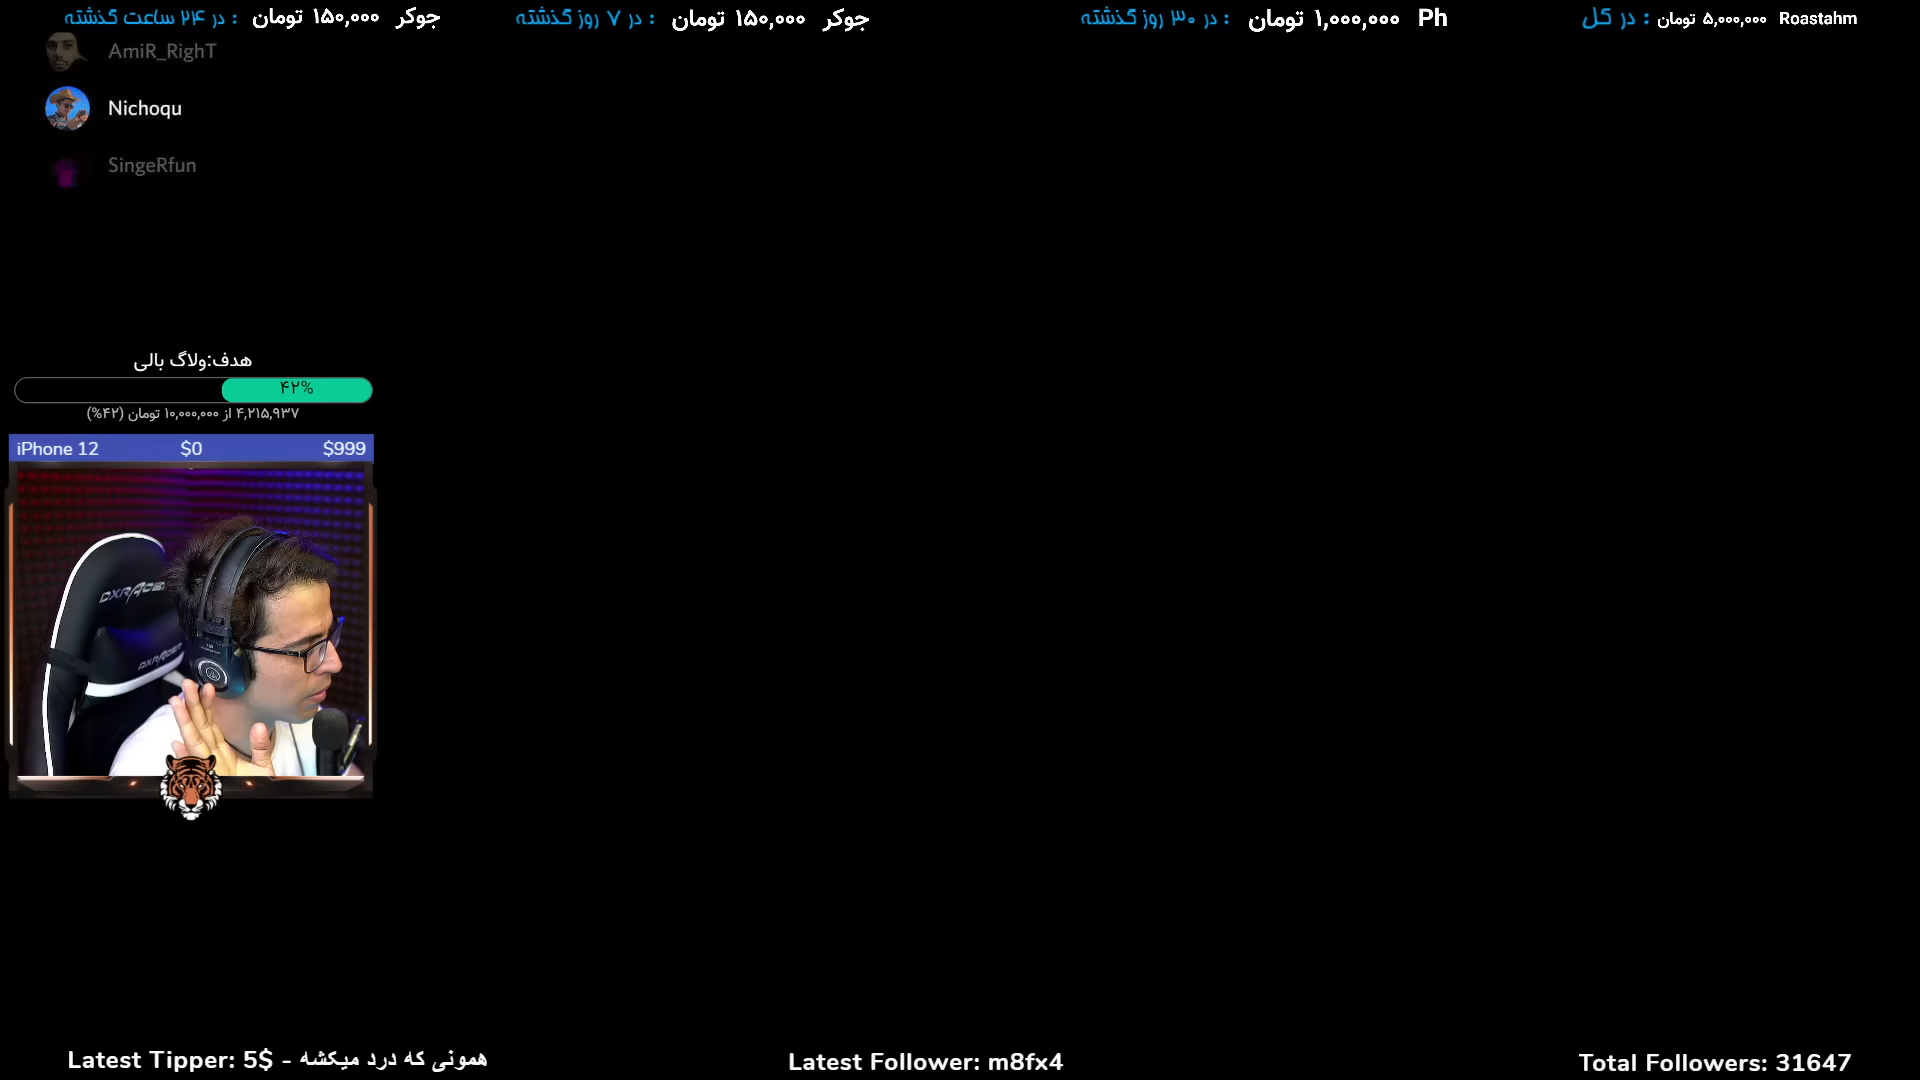 در ۲۴ ساعت گذشته : ۱۵۰,۰۰۰ تومان جوکر
در ۷ روز گذشته : ۱۵۰,۰۰۰ تومان جوکر
در ۳۰ روز گذشته : ۱,۰۰۰,۰۰۰ تومان Ph
در کل : ۵,۰۰۰,۰۰۰ تومان Roastahm
AmiR_RighT
Nichoqu
SingeRfun
هدف:ولاگ بالی
۴۲%
۴,۲۱۵,۹۳۷ از ۱۰,۰۰۰,۰۰۰ تومان (۴۲%)
iPhone 12 $0 $999
DXRACER
DXRACER
Latest Tipper: 5$ - همونی که درد میکشه
Latest Follower: m8fx4
Total Followers: 31647